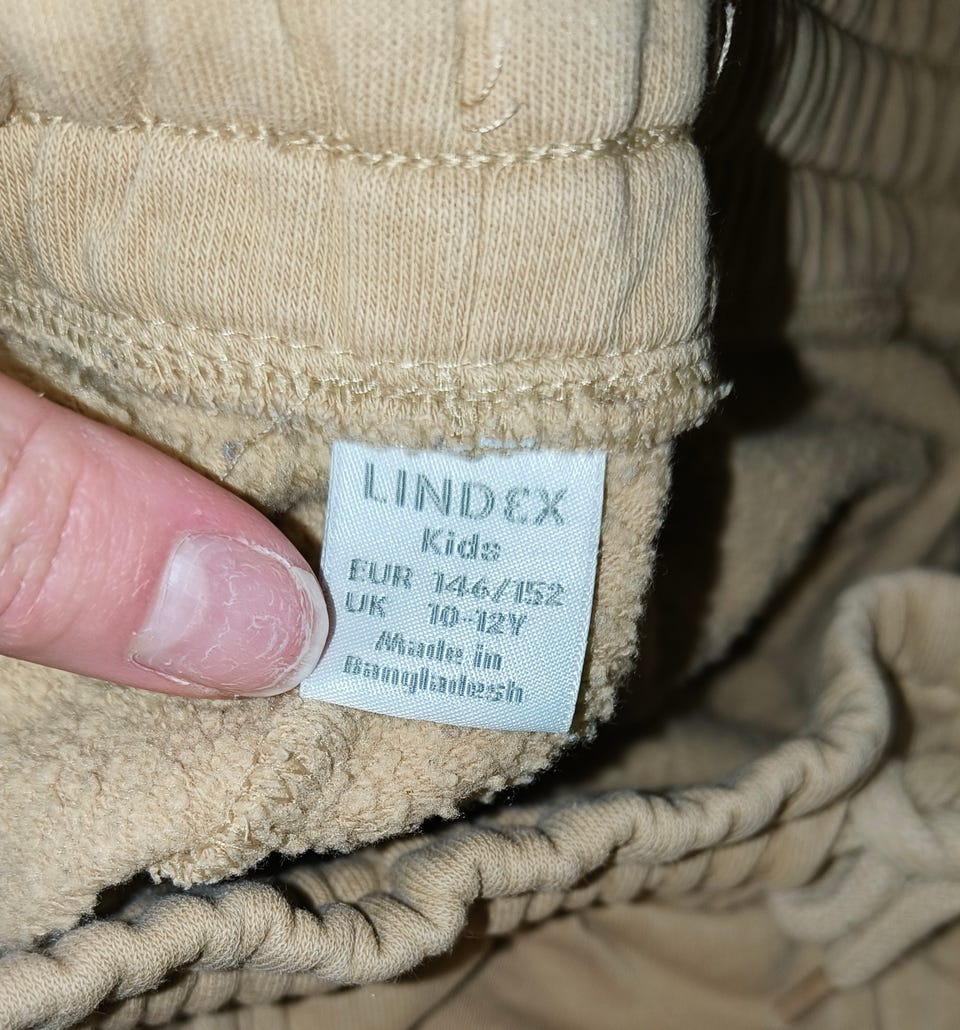 LINDEX
Kids
EUR 146/152
UK 10-12Y
Made in
Bangladesh